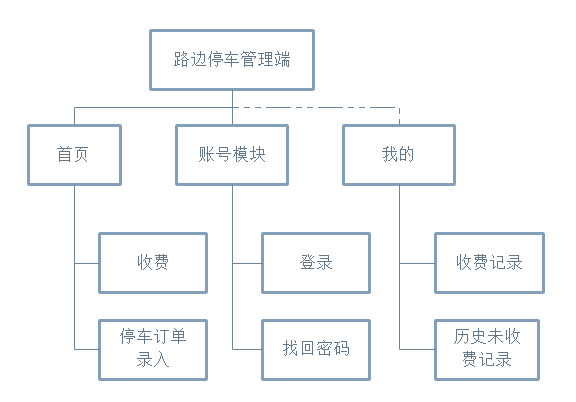 路边停车管理端
首页
账号模块
我的
收费
登录
收费记录
停车订单
录入
找回密码
历史未收
费记录